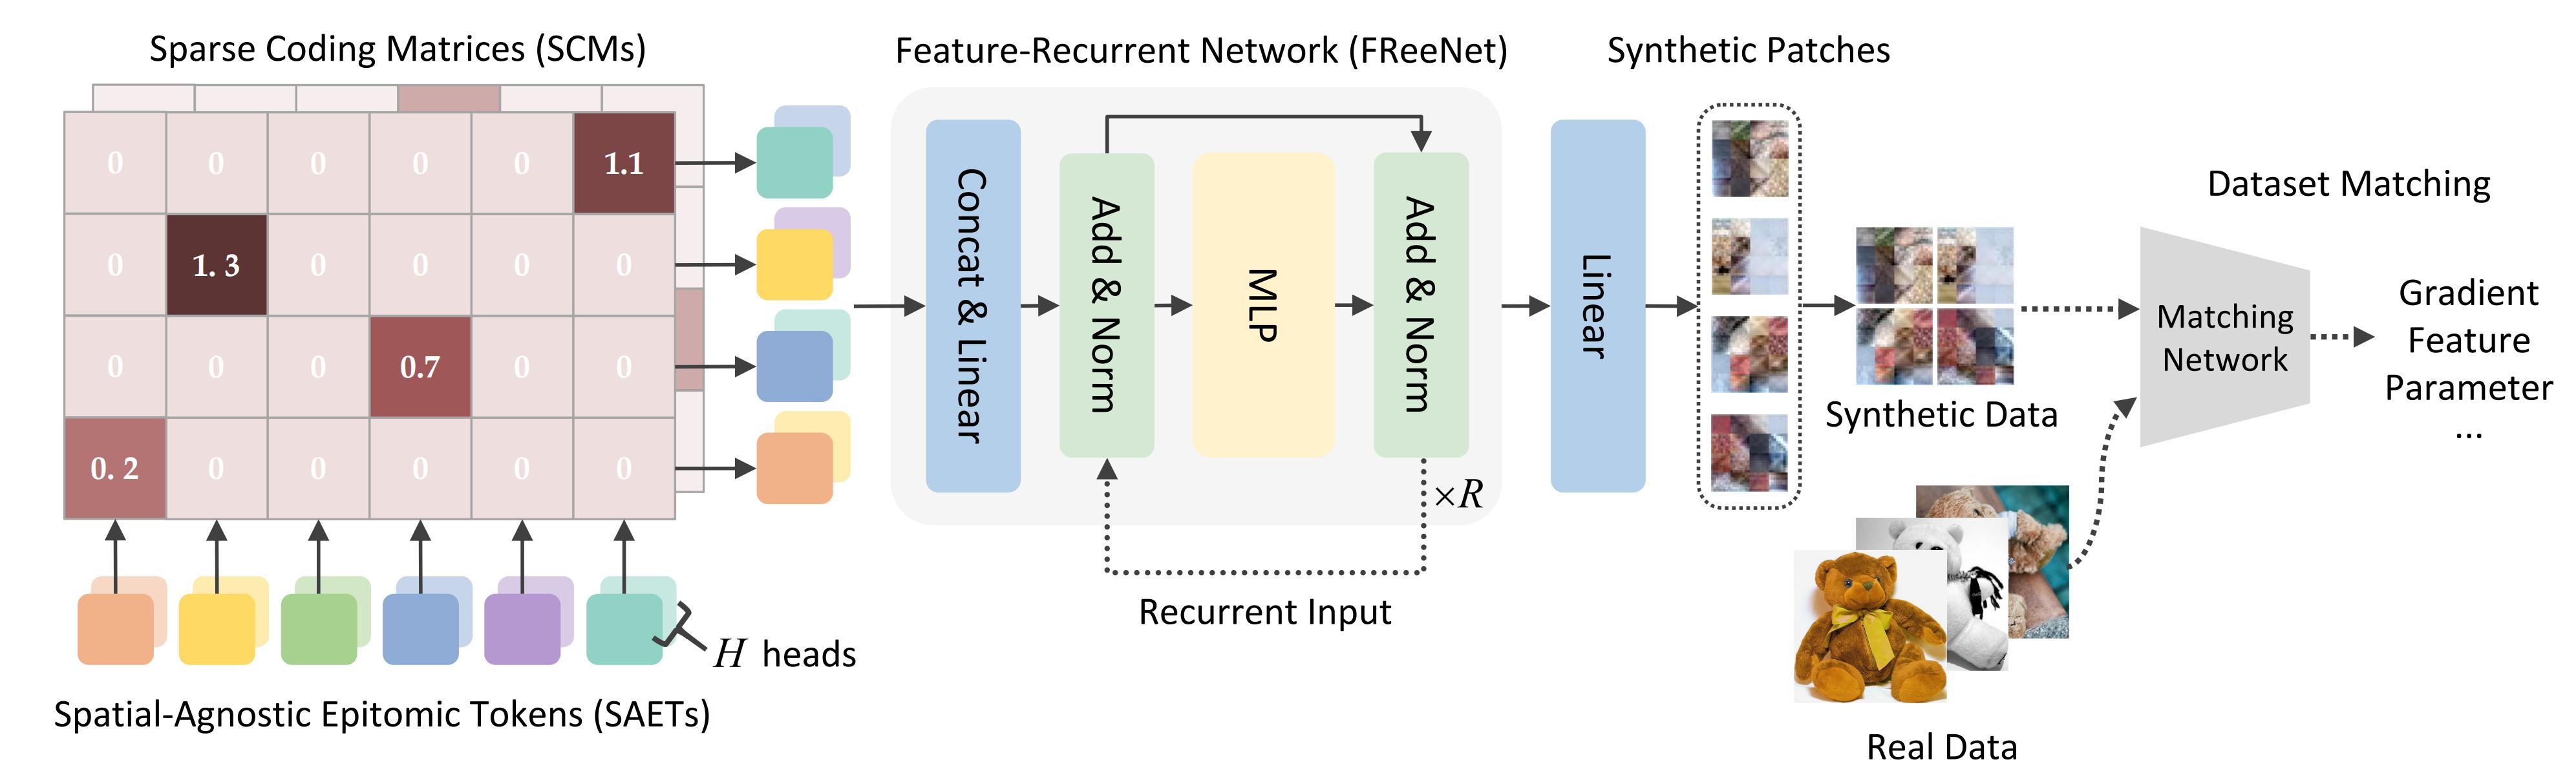 Sparse Coding Matrices (SCMs)
Feature-Recurrent Network (FReeNet)
Synthetic Patches
0 0 0 0 0 1.1
0 1. 3 0 0 0 0
0 0 0 0.7 0 0
0. 2 0 0 0 0 0
Concat & Linear
Add & Norm
MLP
Add & Norm
×R
Recurrent Input
Linear
Synthetic Data
Dataset Matching
Matching
Network
Gradient
Feature
Parameter
...
H heads
Spatial-Agnostic Epitomic Tokens (SAETs)
Real Data